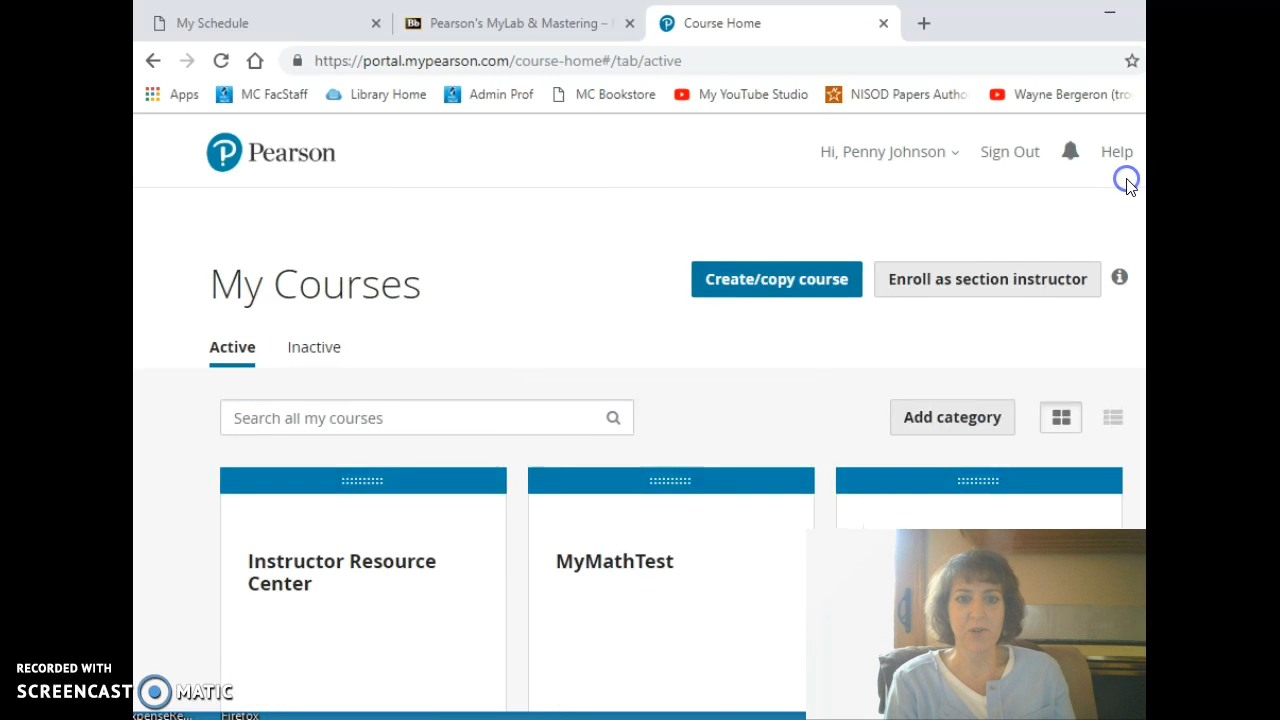 My Schedule
Pearson's MyLab & Mastering –
Course Home
https://portal.mypearson.com/course-home#/tab/active
Apps
MC FacStaff
Library Home
Admin Prof
MC Bookstore
My YouTube Studio
NISOD Papers Autho
Wayne Bergeron (tro
Pearson
Hi, Penny Johnson
Sign Out
Help
My Courses
Create/copy course
Enroll as section instructor
Active
Inactive
Search all my courses
Add category
Instructor Resource
Center
MyMathTest
RECORDED WITH
SCREENCAST MATIC
xpenseRe...
Firefox